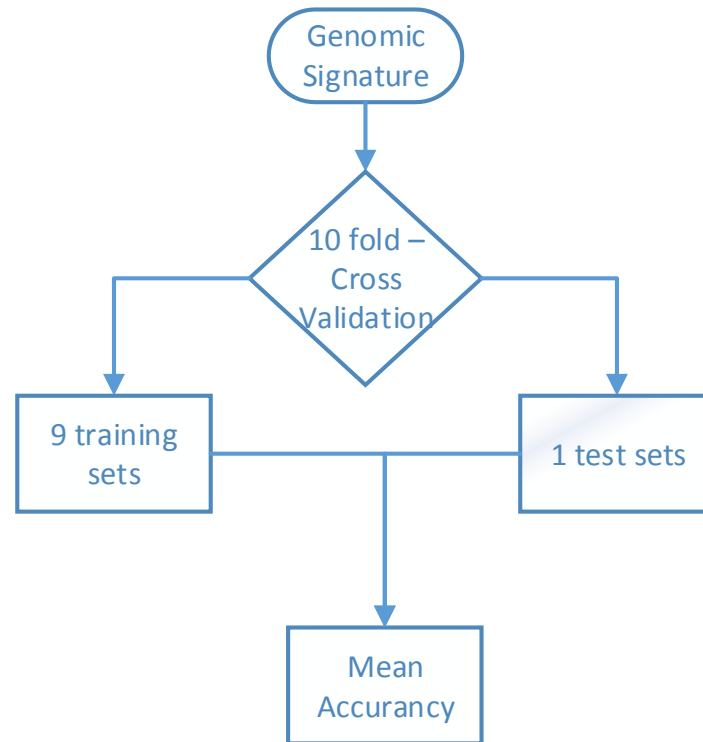 Genomic
Signature
10 fold –
Cross
Validation
9 training
sets
1 test sets
Mean
Accurancy